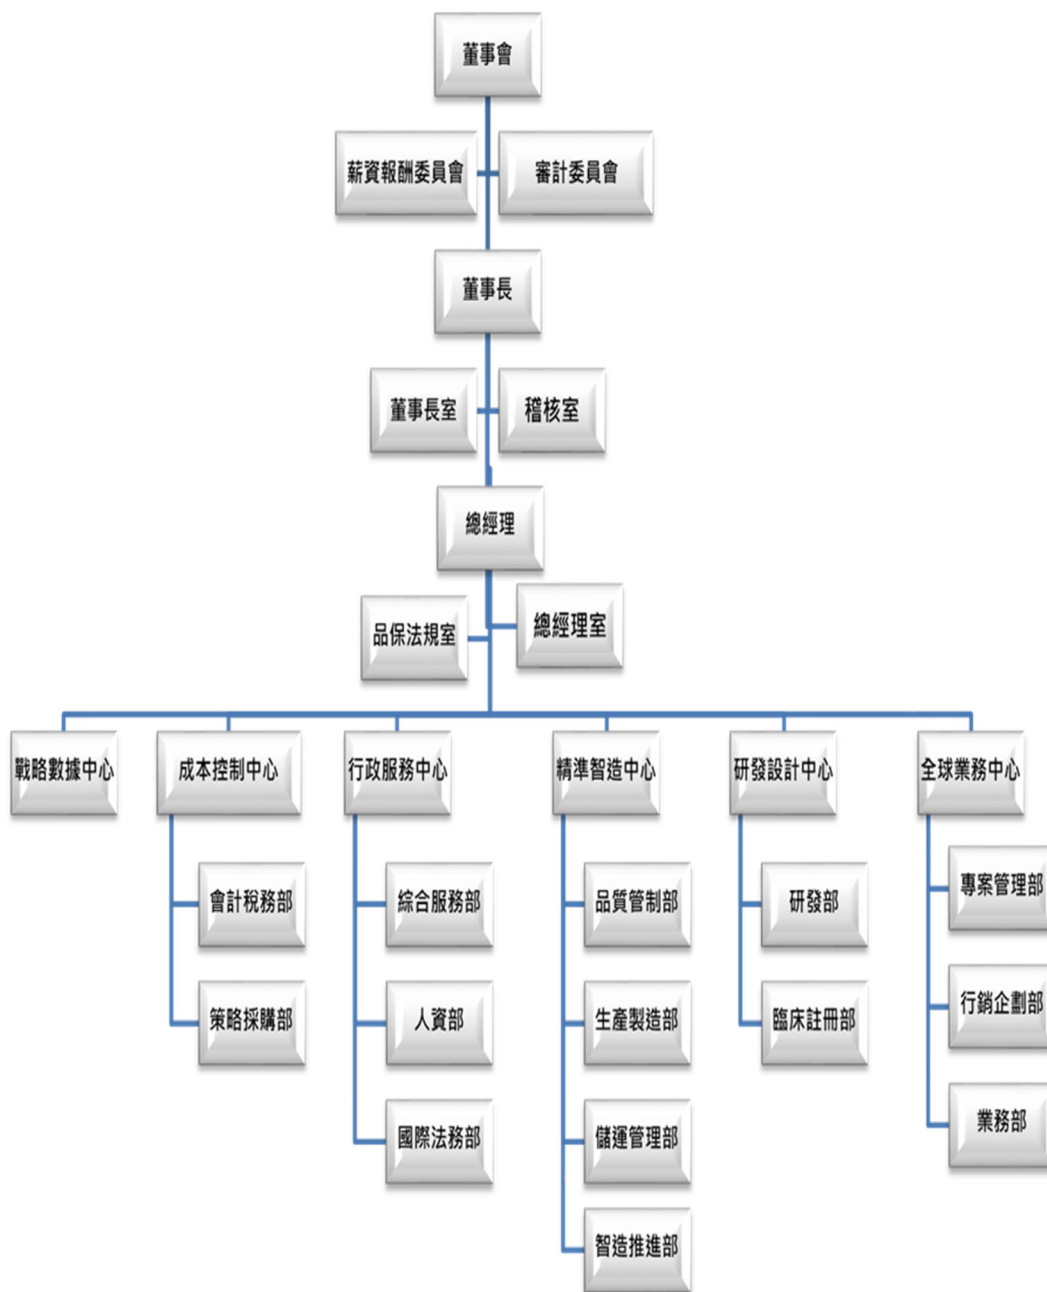 董事會
薪資報酬委員會
審計委員會
董事長
董事長室
稽核室
總經理
品保法規室
總經理室
戰略數據中心
成本控制中心
行政服務中心
精準智造中心
研發設計中心
全球業務中心
會計稅務部
綜合服務部
品質管制部
研發部
專案管理部
策略採購部
人資部
生產製造部
臨床註冊部
行銷企劃部
國際法務部
儲運管理部
業務部
智造推進部